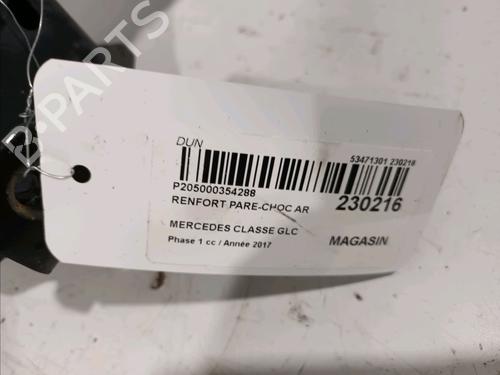 B-PARTS
DUN
53471301 230216
P205000354288
RENFORT PARE-CHOC AR
230216
MERCEDES CLASSE GLC
Phase 1 cc / Année 2017
MAGASIN